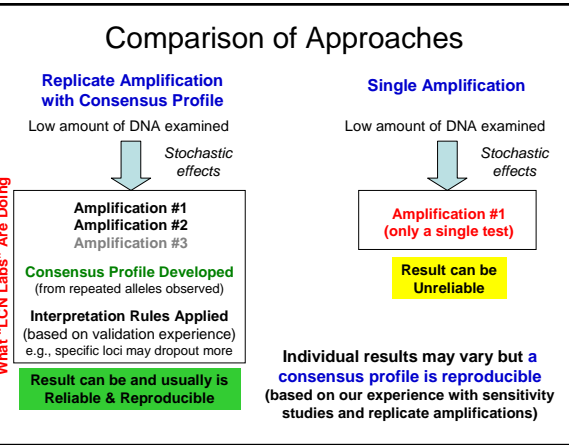 Comparison of Approaches
Replicate Amplification
with Consensus Profile
Low amount of DNA examined
Stochastic
effects
What "LCN Labs" Are Doing
Amplification #1
Amplification #2
Amplification #3
Consensus Profile Developed
(from repeated alleles observed)
Interpretation Rules Applied
(based on validation experience)
e.g., specific loci may dropout more
Result can be and usually is
Reliable & Reproducible
Single Amplification
Low amount of DNA examined
Stochastic
effects
Amplification #1
(only a single test)
Result can be
Unreliable
Individual results may vary but a
consensus profile is reproducible
(based on our experience with sensitivity
studies and replicate amplifications)